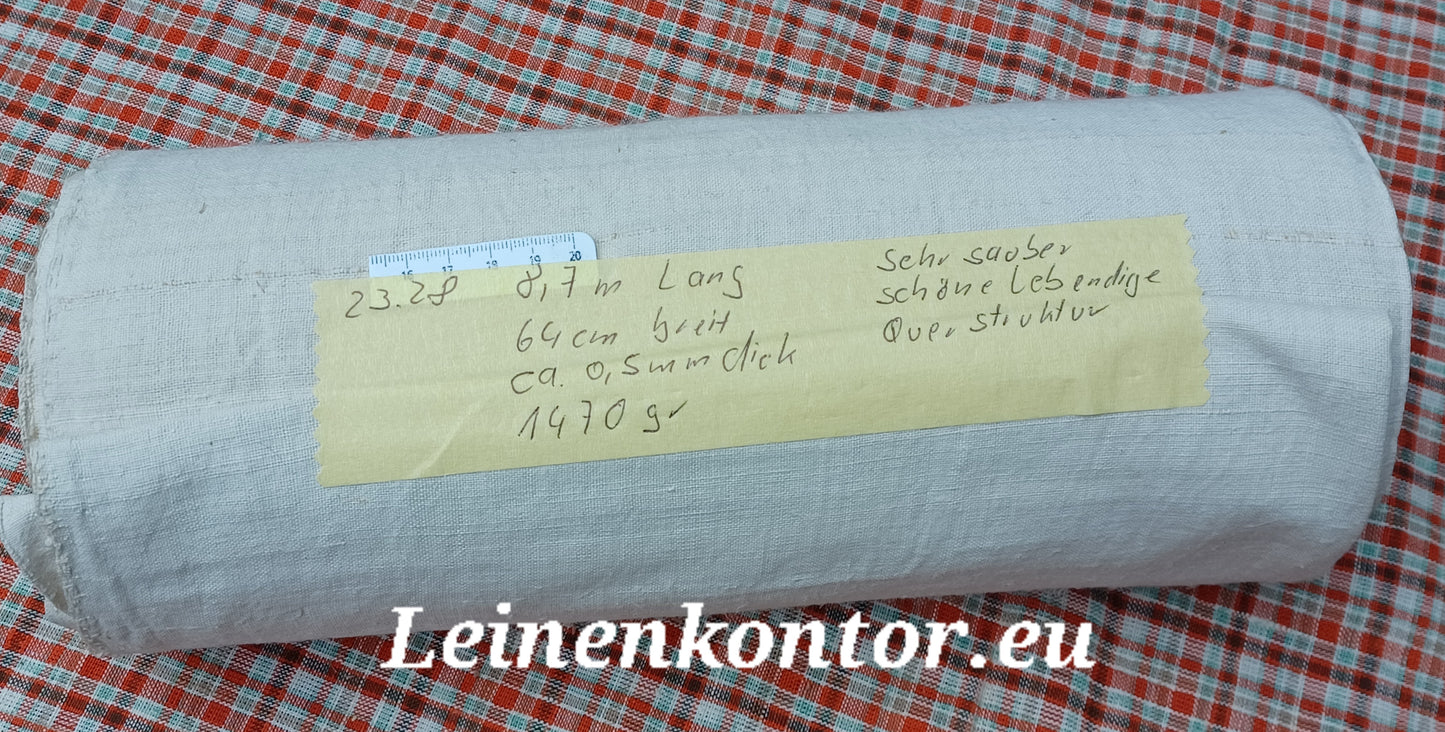 16 17 18 19 20
23.28 8,7 m Lang
64 cm breit
ca. 0,5 mm dick
1470 gr
Sehr sauber
schöne Lebendige
Querstruktur
Leinenkontor.eu